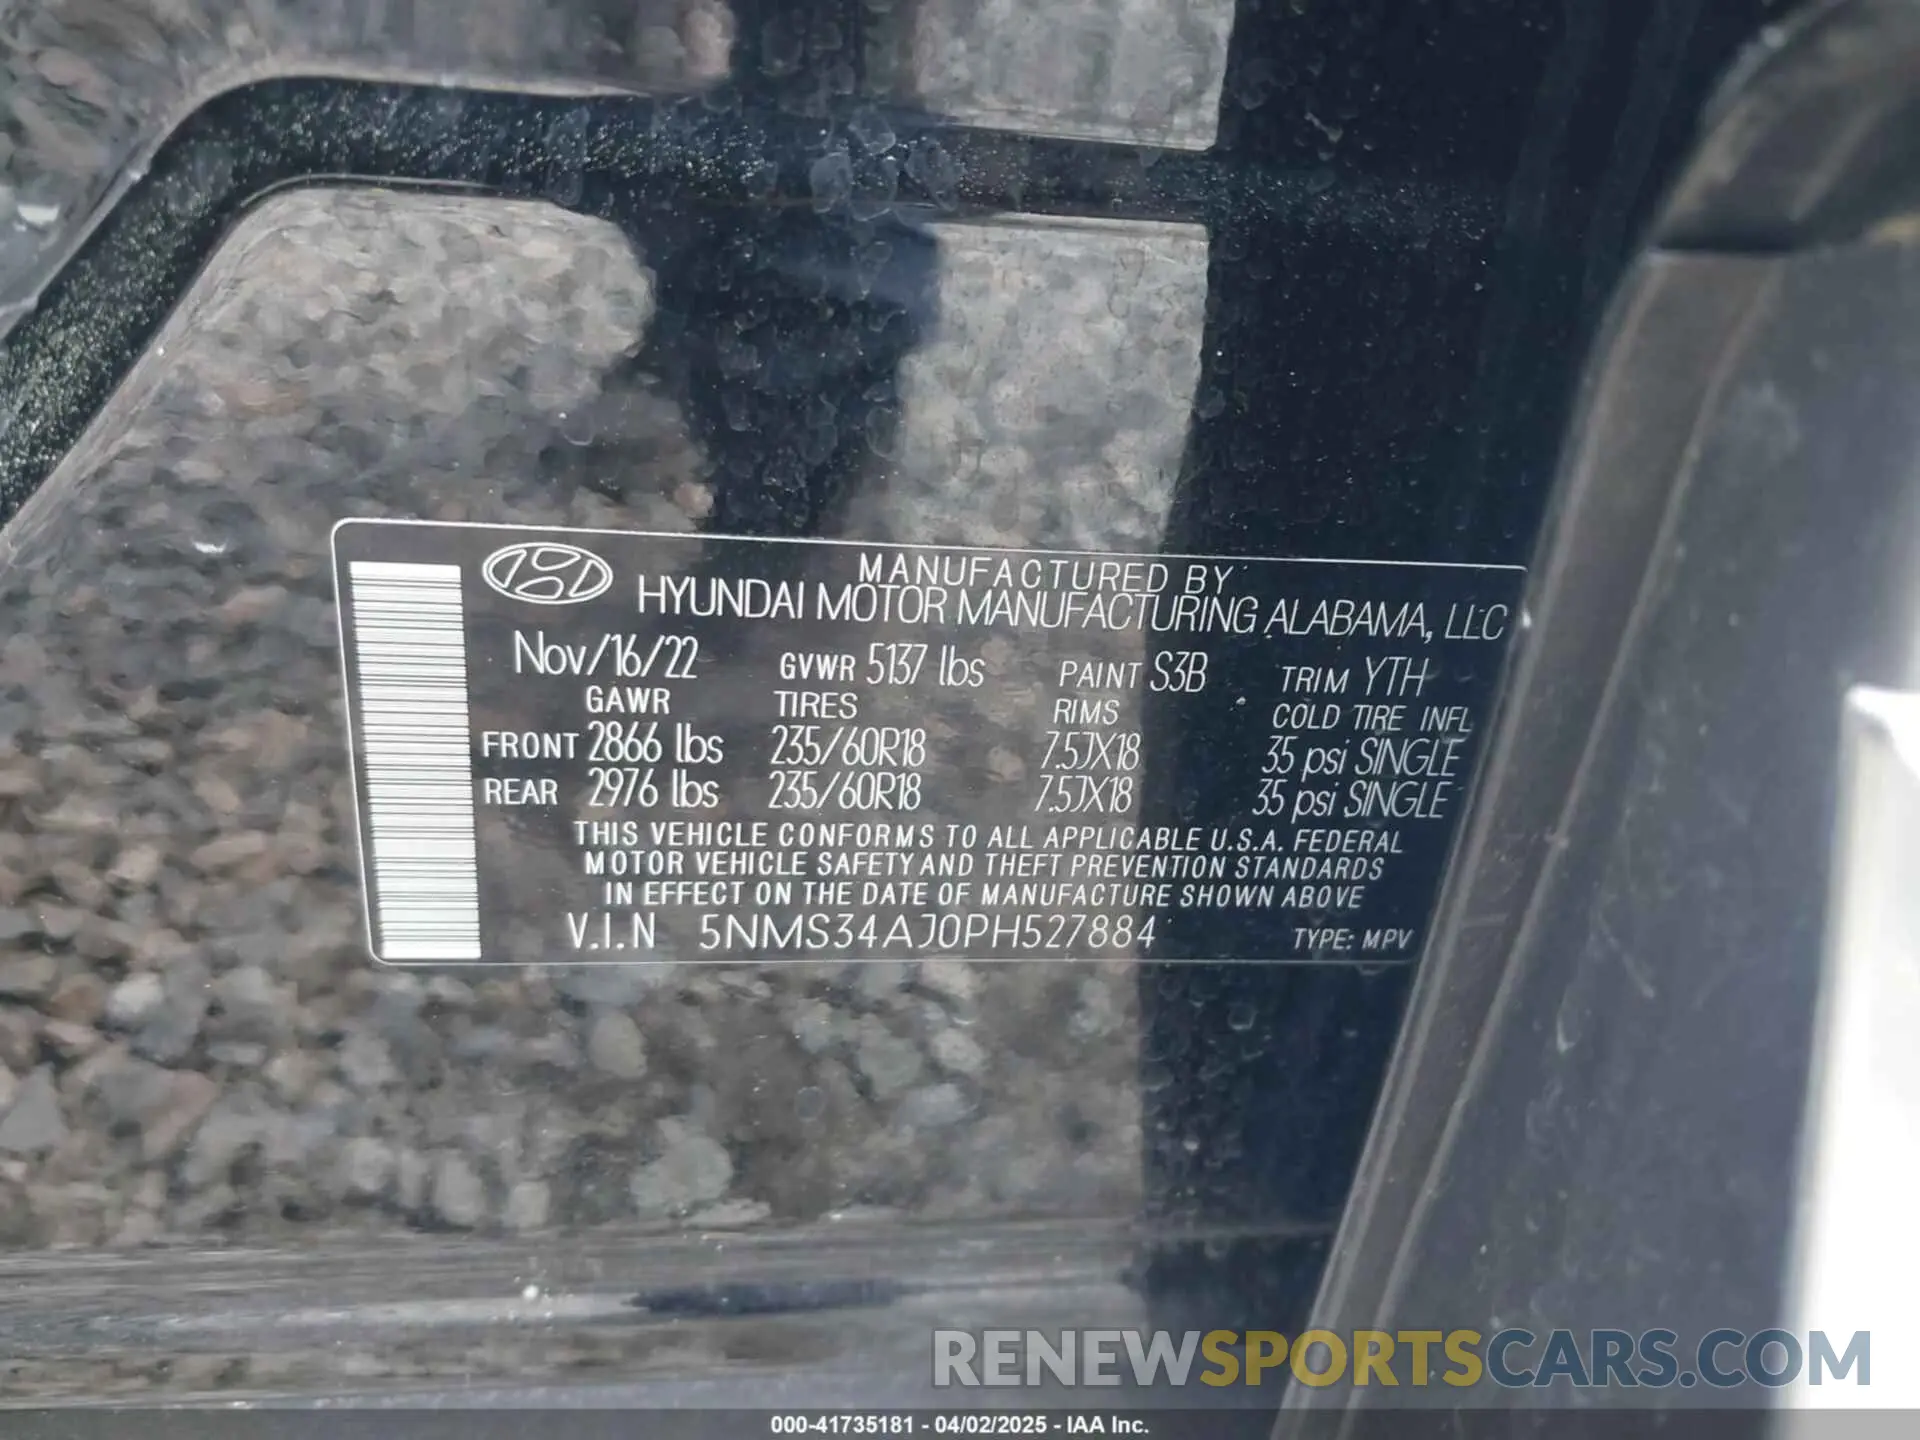 MANUFACTURED BY
HYUNDAI MOTOR MANUFACTURING ALABAMA, LLC
Nov/16/22 GVWR 5137 lbs PAINT S3B TRIM YTH
GAWR TIRES RIMS COLD TIRE INFL
FRONT 2866 lbs 235/60R18 7.5JX18 35 psi SINGLE
REAR 2976 lbs 235/60R18 7.5JX18 35 psi SINGLE
THIS VEHICLE CONFORMS TO ALL APPLICABLE U.S.A. FEDERAL
MOTOR VEHICLE SAFETY AND THEFT PREVENTION STANDARDS
IN EFFECT ON THE DATE OF MANUFACTURE SHOWN ABOVE
V.I.N 5NMS34AJ0PH527884 TYPE: MPV
RENEWSPORTSCARS.COM
000-41735181 - 04/02/2025 - IAA Inc.